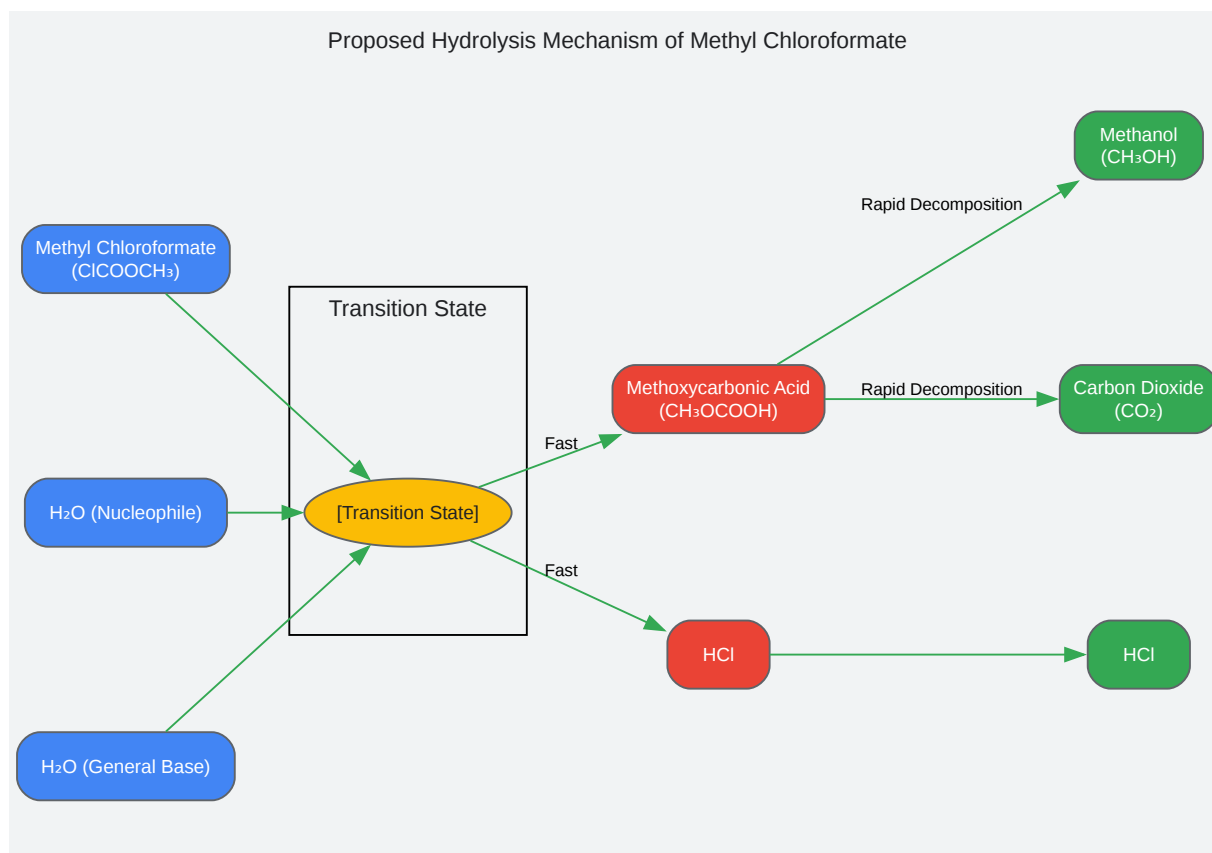 Proposed Hydrolysis Mechanism of Methyl Chloroformate
Methanol
(CH₃OH)
Rapid Decomposition
Methyl Chloroformate
(ClCOOCH₃)
Transition State
Methoxycarbonic Acid
(CH₃OCOOH)
Rapid Decomposition
Carbon Dioxide
(CO₂)
Fast
H₂O (Nucleophile)
[Transition State]
Fast
HCl
HCl
H₂O (General Base)